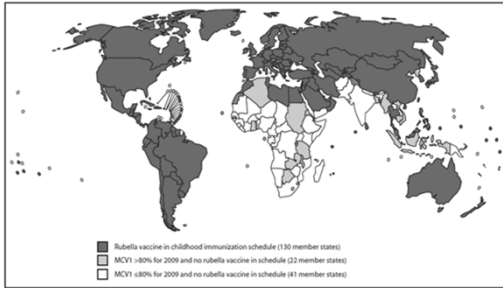 Rubella vaccine in childhood immunization schedule (130 member states)
MCV1 >80% for 2009 and no rubella vaccine in schedule (22 member states)
MCV1 ≤80% for 2009 and no rubella vaccine in schedule (41 member states)